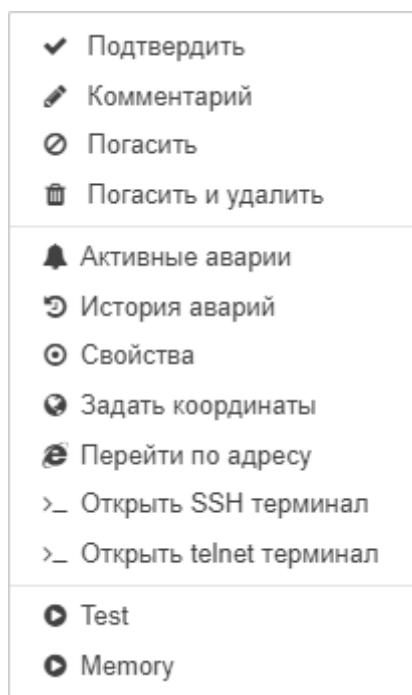 Подтвердить
Комментарий
Погасить
Погасить и удалить
Активные аварии
История аварий
Свойства
Задать координаты
Перейти по адресу
Открыть SSH терминал
Открыть telnet терминал
Test
Memory